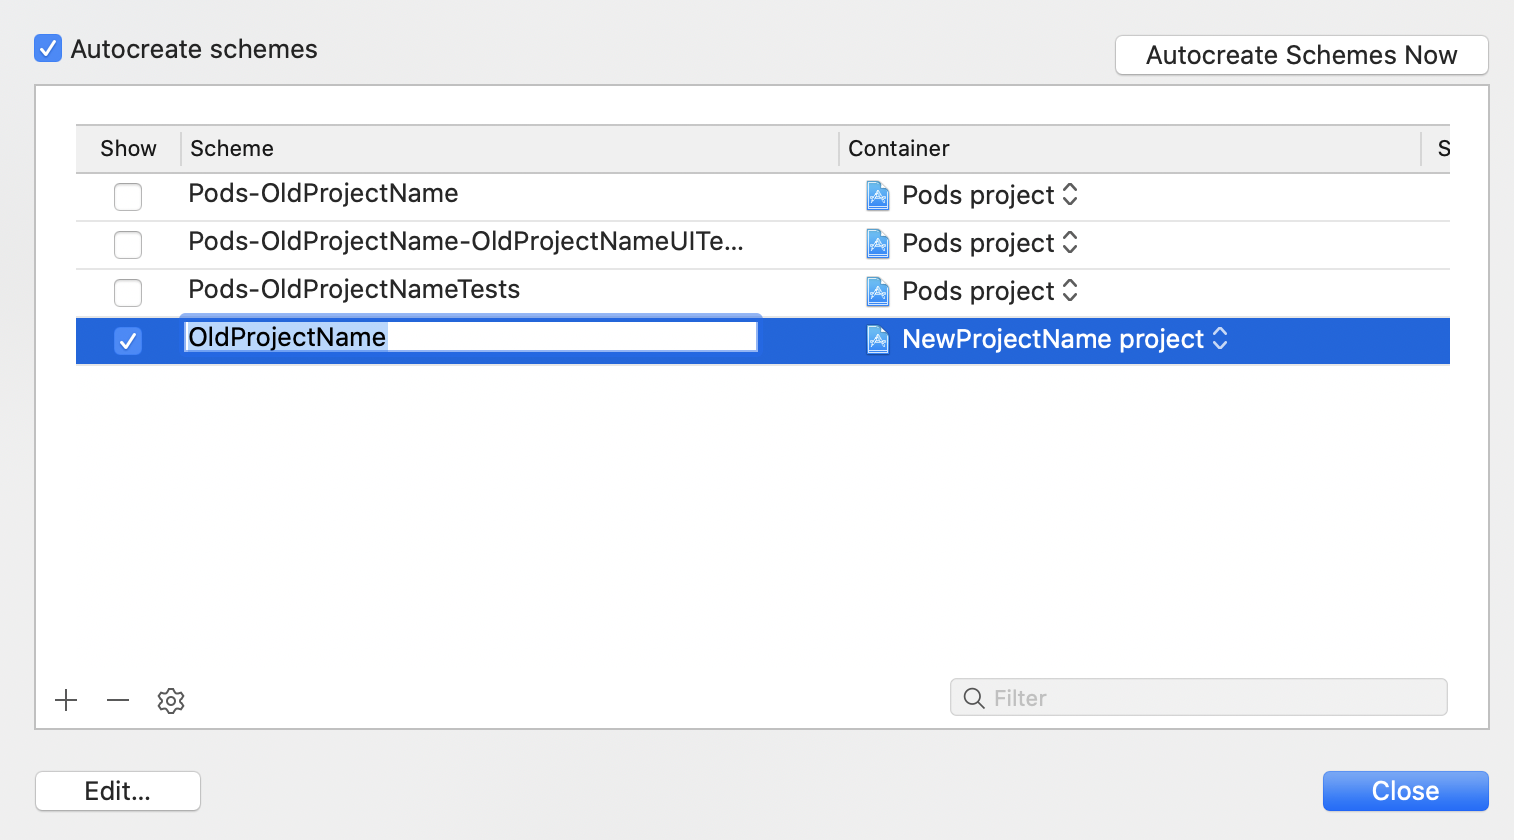 Autocreate schemes
Autocreate Schemes Now
Show Scheme Container S
Pods-OldProjectName Pods project
Pods-OldProjectName-OldProjectNameUITe... Pods project
Pods-OldProjectNameTests Pods project
OldProjectName NewProjectName project
Filter
Edit... Close